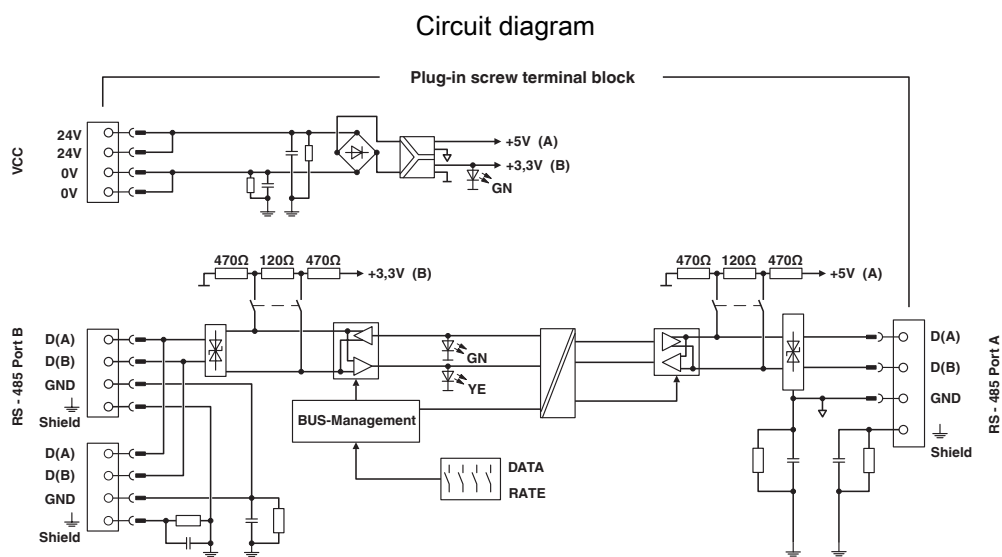 Circuit diagram
Plug-in screw terminal block
VCC
24V
24V
0V
0V
+5V (A)
+3,3V (B)
GN
470Ω 120Ω 470Ω
+3,3V (B)
470Ω 120Ω 470Ω
+5V (A)
RS - 485 Port B
D(A)
D(B)
GND
Shield
D(A)
D(B)
GND
Shield
GN
YE
BUS-Management
DATA
RATE
D(A)
D(B)
GND
Shield
RS - 485 Port A